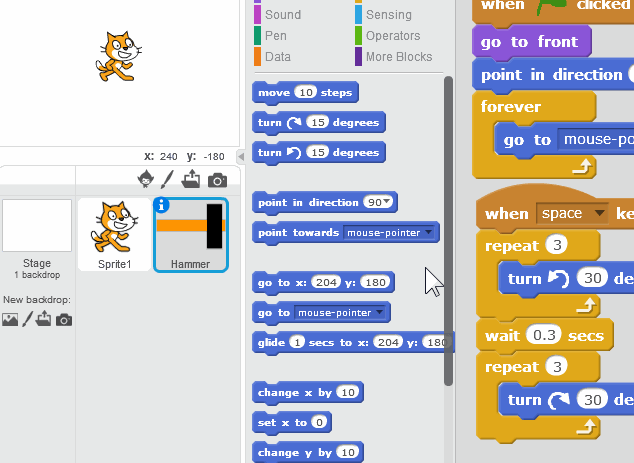 Sound
Sensing
Pen
Operators
Data
More Blocks
x: 240 y: -180
Sprite1
Hammer
Stage
1 backdrop
New backdrop:
move 10 steps
turn 15 degrees
turn 15 degrees
point in direction 90
point towards mouse-pointer
go to x: 204 y: 180
go to mouse-pointer
glide 1 secs to x: 204 y: 180
change x by 10
set x to 0
change y by 10
when clicked
go to front
point in direction
forever
go to mouse-po
when space ke
repeat 3
turn 30 de
wait 0.3 secs
repeat 3
turn 30 de